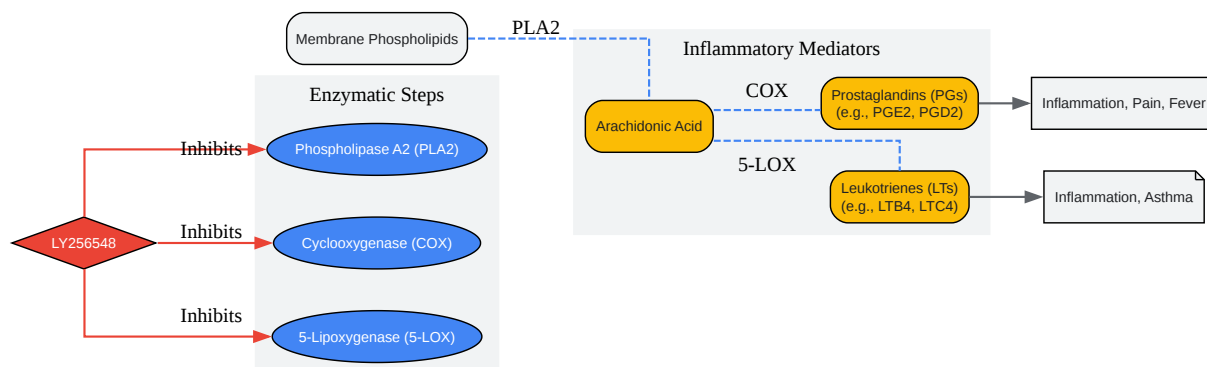 Membrane Phospholipids
PLA2
Inflammatory Mediators
Enzymatic Steps
COX
Prostaglandins (PGs)
(e.g., PGE2, PGD2)
Inflammation, Pain, Fever
Arachidonic Acid
Inhibits
Phospholipase A2 (PLA2)
5-LOX
Leukotrienes (LTs)
(e.g., LTB4, LTC4)
Inflammation, Asthma
LY256548
Inhibits
Cyclooxygenase (COX)
Inhibits
5-Lipoxygenase (5-LOX)